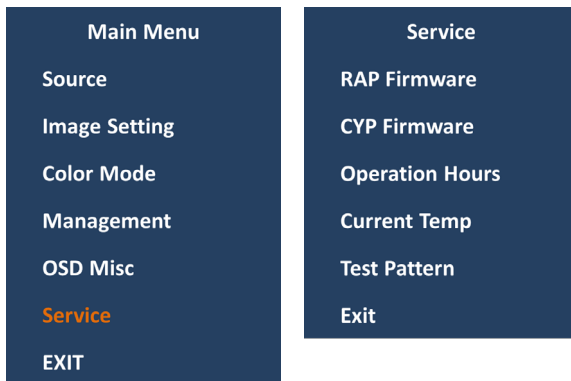 Main Menu
Source
Image Setting
Color Mode
Management
OSD Misc
Service
EXIT
Service
RAP Firmware
CYP Firmware
Operation Hours
Current Temp
Test Pattern
Exit